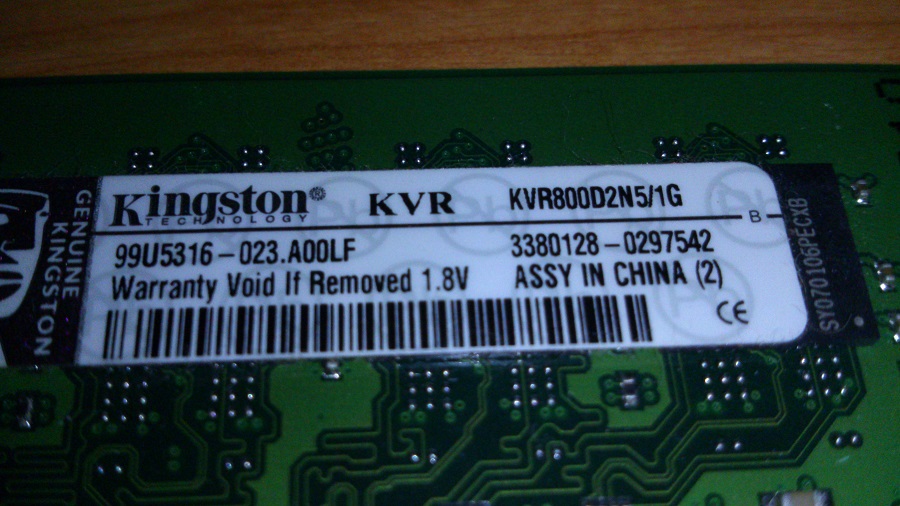 GENUINE
KINGSTON
Kingston® KVR KVR800D2N5/1G
TECHNOLOGY
B
99U5316-023.A00LF 3380128-0297542
Warranty Void If Removed 1.8V ASSY IN CHINA (2)
CE
SY070106PECXB